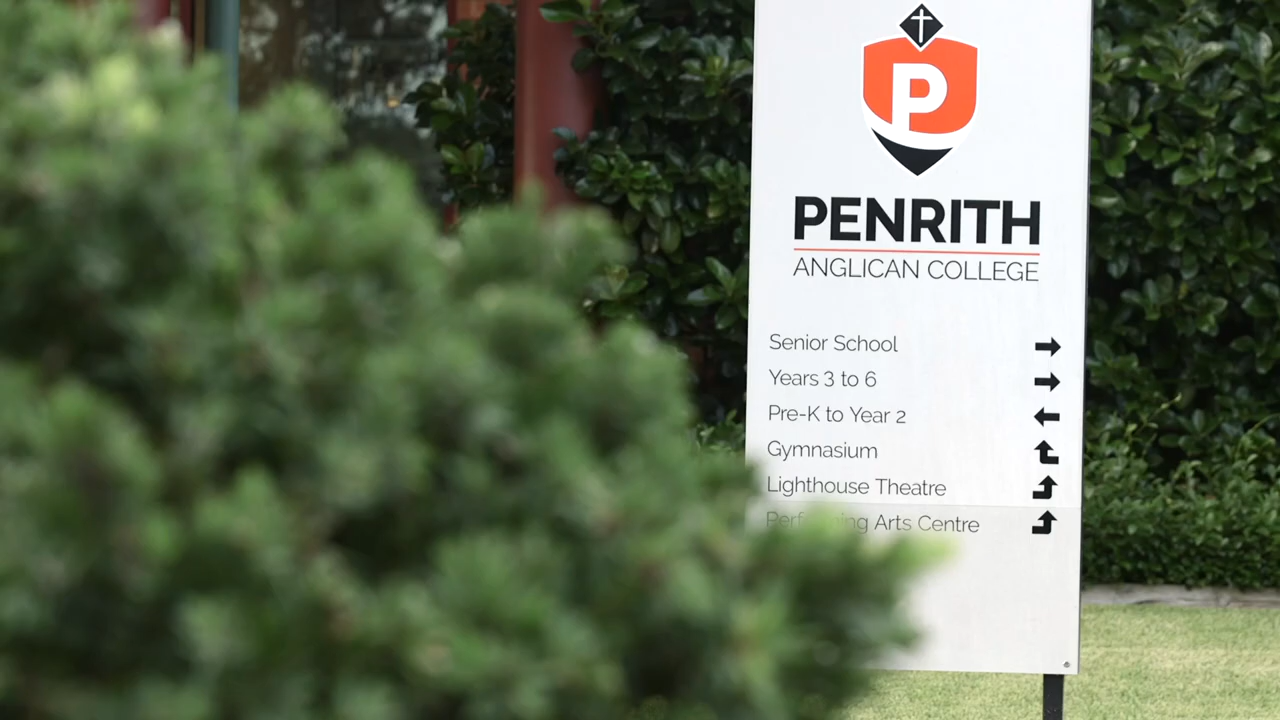 P
PENRITH
ANGLICAN COLLEGE
Senior School
Years 3 to 6
Pre-K to Year 2
Gymnasium
Lighthouse Theatre
Performing Arts Centre